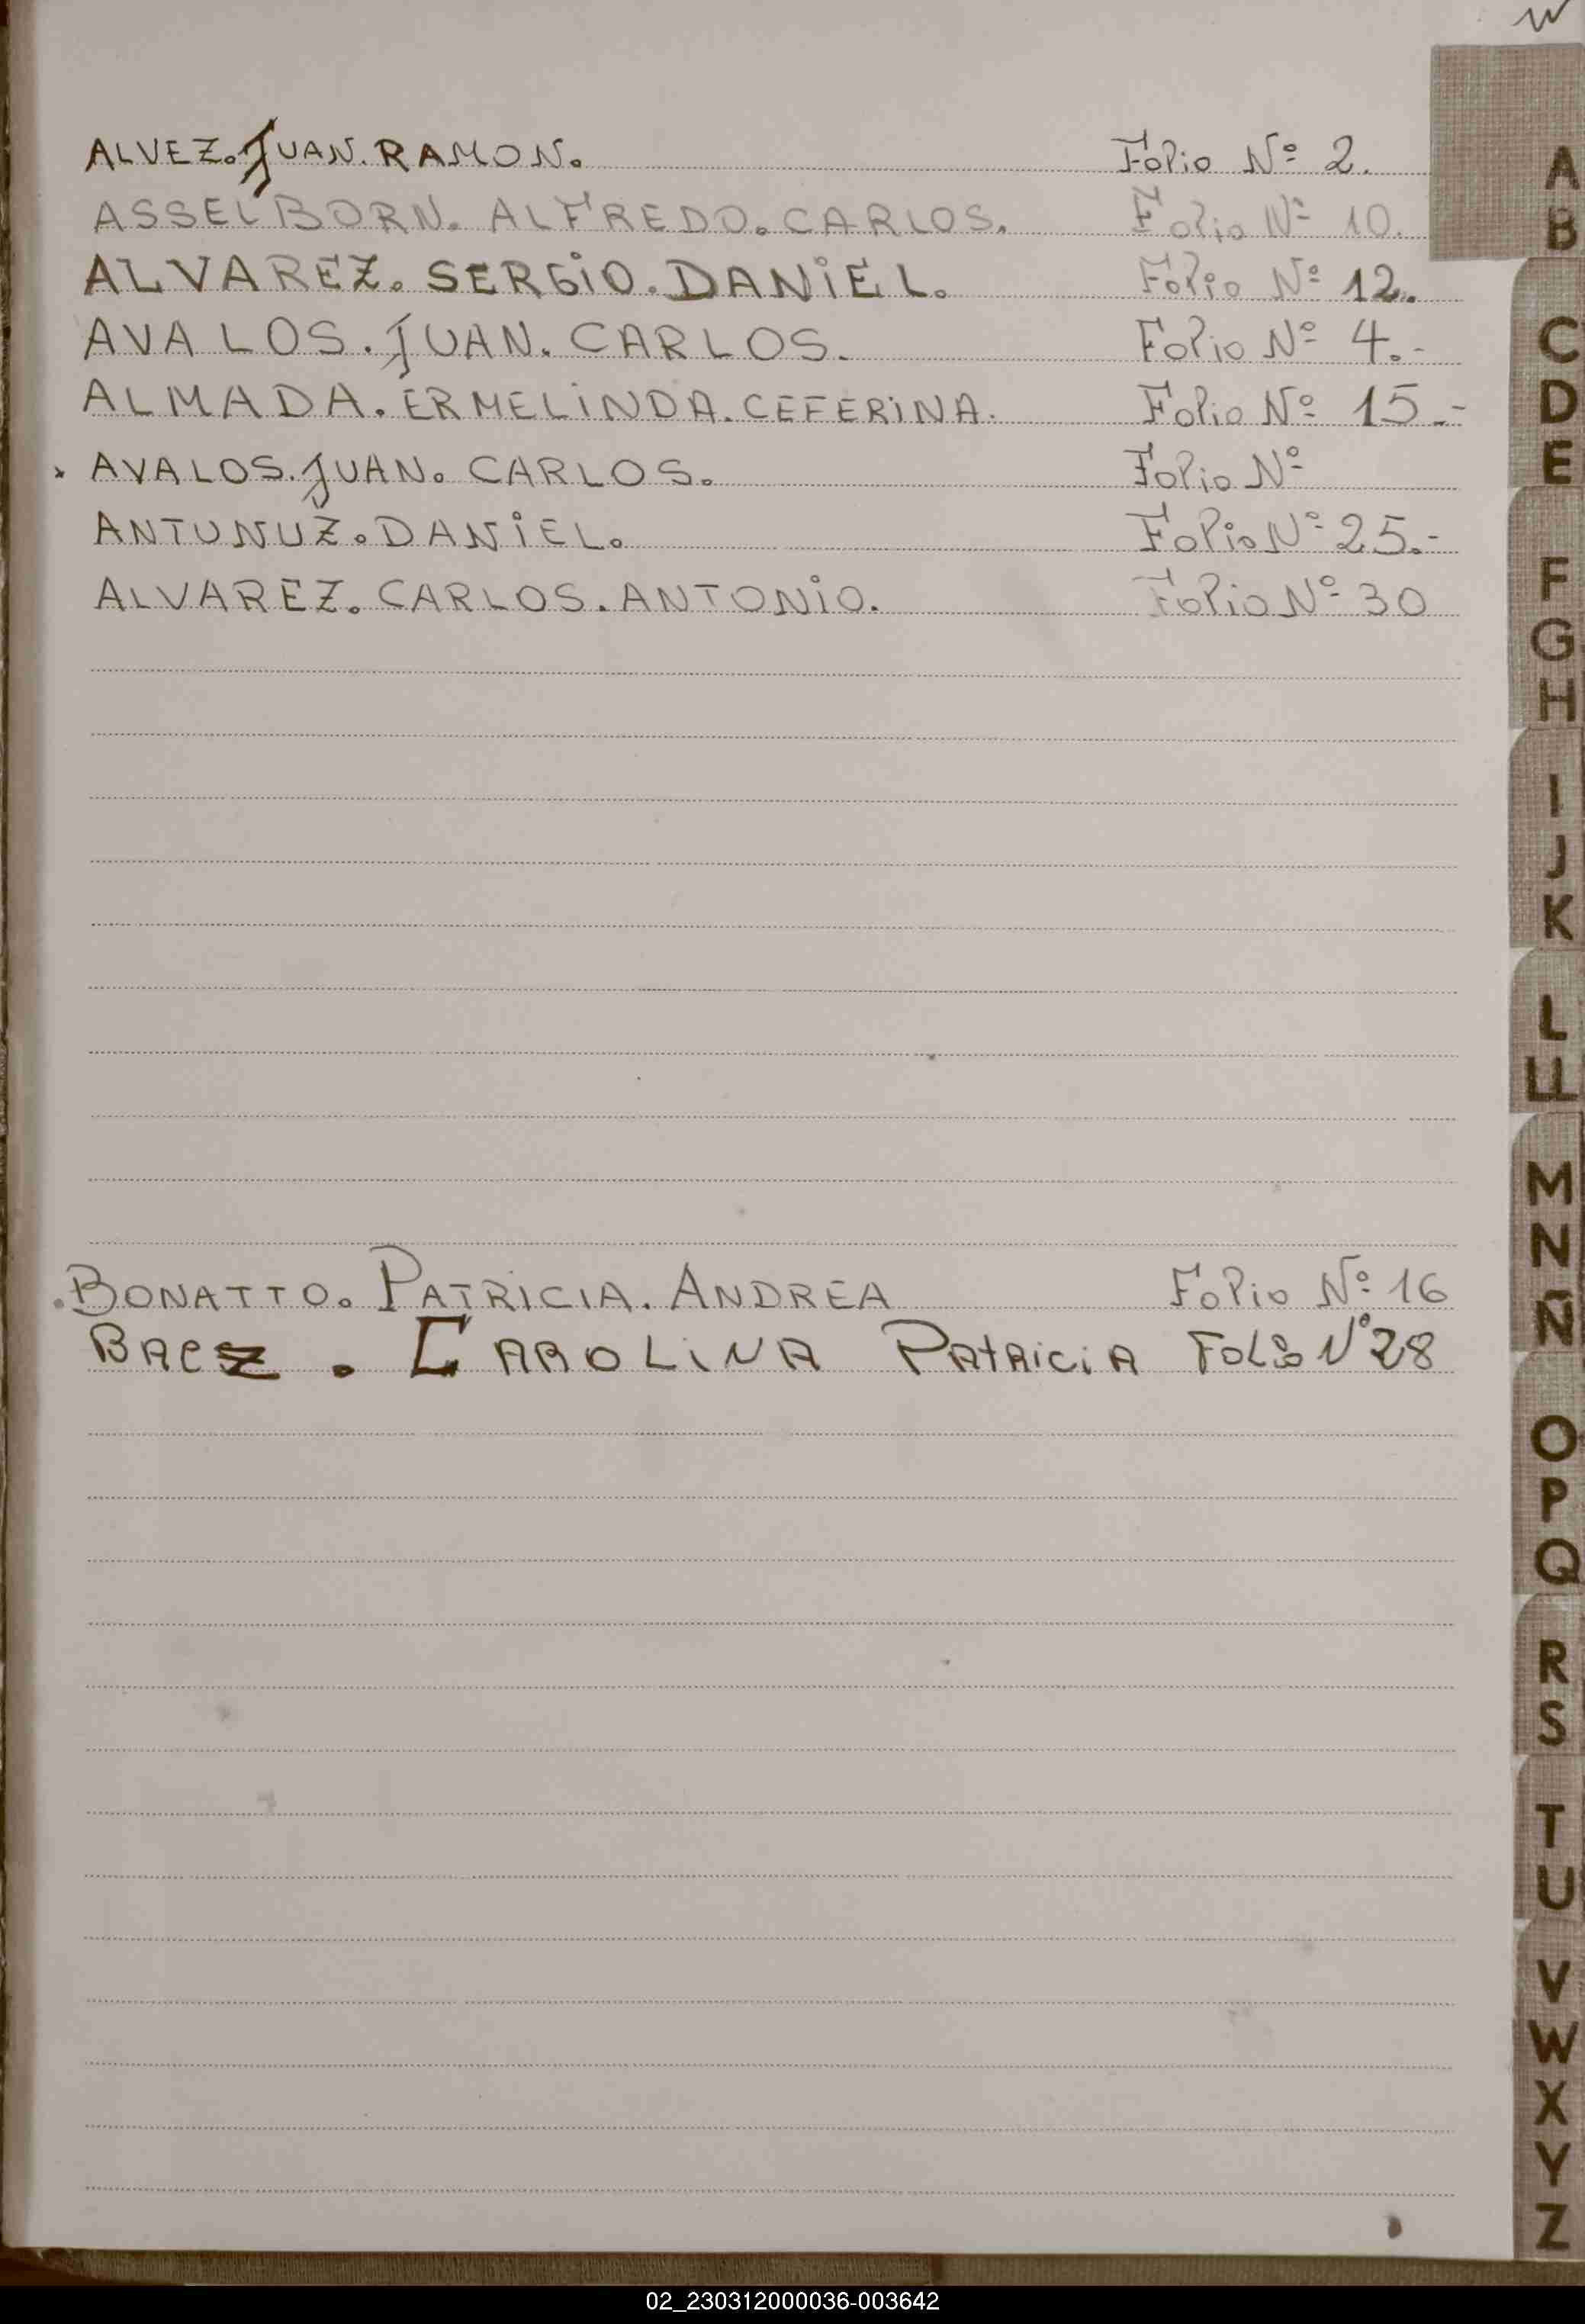 ALVEZ. JUAN. RAMON. Folio Nº 2.
ASSELBORN. ALFREDO. CARLOS. Folio Nº 10.
ALVAREZ. SERGIO. DANIEL. Folio Nº 12.
AVALOS. JUAN. CARLOS. Folio Nº 4.-
ALMADA. ERMELINDA. CEFERINA. Folio Nº 15.-
AVALOS. JUAN. CARLOS. Folio Nº
ANTUNUZ. DANIEL. Folio Nº 25.-
ALVAREZ. CARLOS. ANTONIO. Folio Nº 30
BONATTO. PATRICIA. ANDREA Folio Nº 16
BAEZ. CAROLINA PATRICIA FOLIO Nº 28
A
B
C
D
E
F
G
H
I
J
K
L
LL
M
N
Ñ
O
P
Q
R
S
T
U
V
W
X
Y
Z
02_230312000036-003642